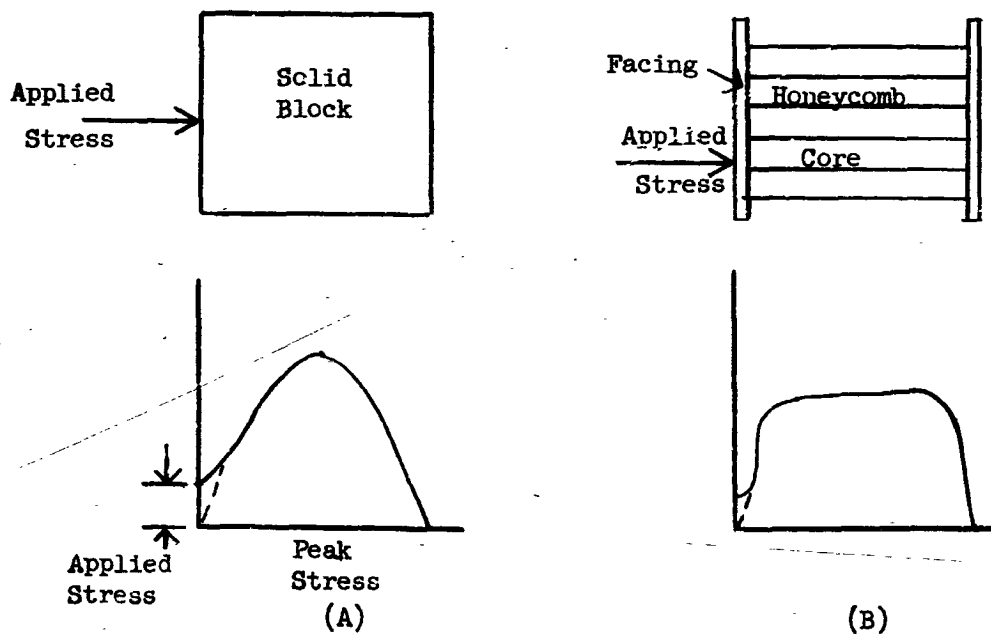 Applied
Stress
Sclid
Block
Facing
Honeycomb
Applied
Stress
Core
Applied
Stress
Peak
Stress
(A)
(B)